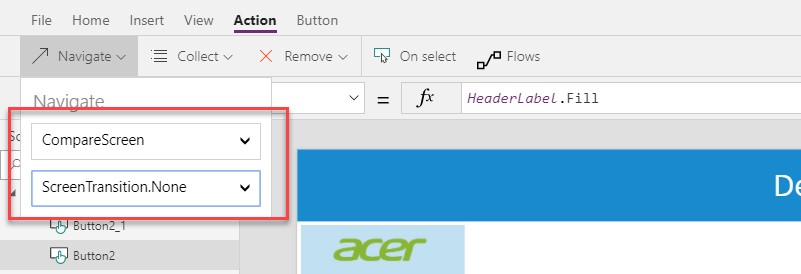 File Home Insert View Action Button
Navigate Collect Remove On select Flows
Navigate
= fx HeaderLabel.Fill
CompareScreen
ScreenTransition.None
Button2_1
Button2
acer